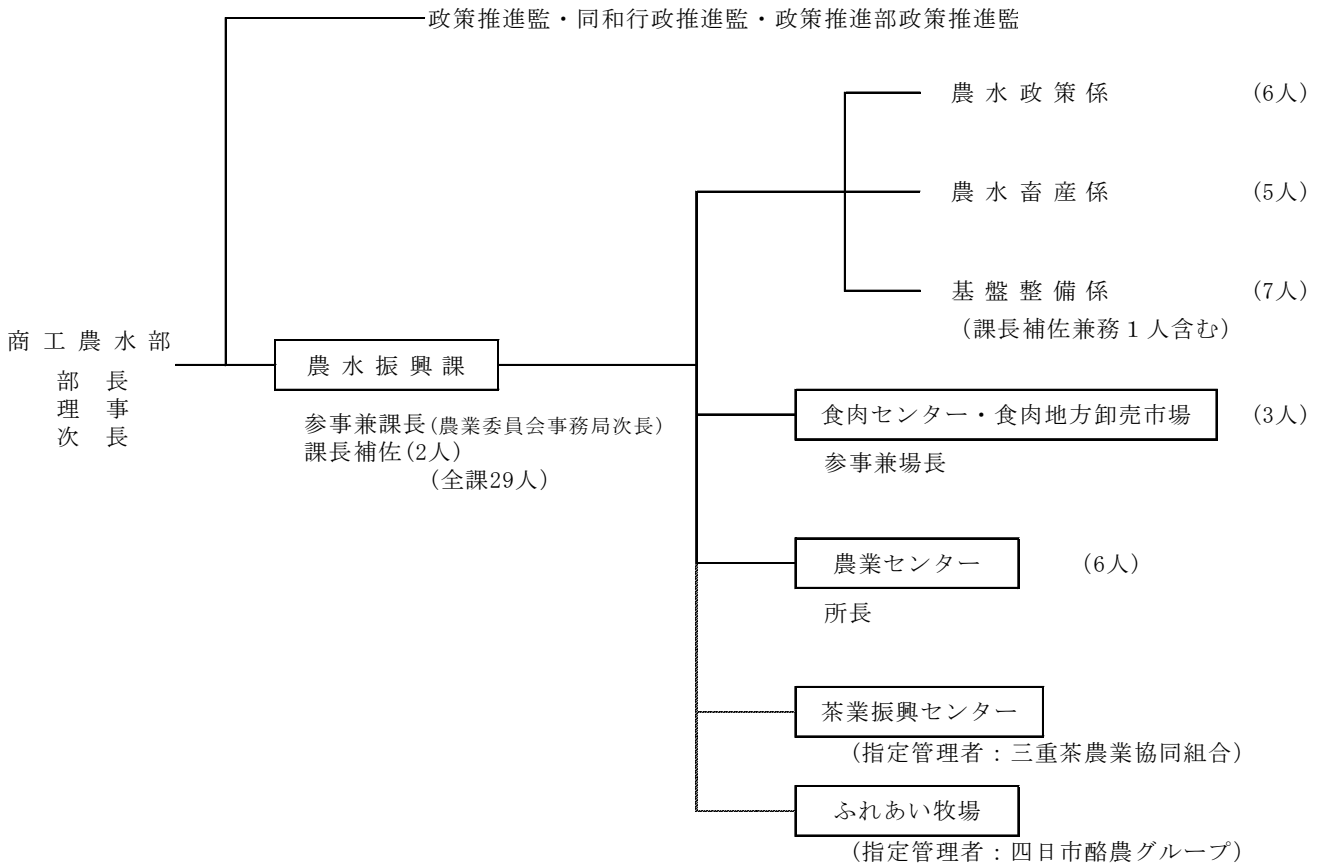 政策推進監・同和行政推進監・政策推進部政策推進監
農水政策係 (6人)
農水畜産係 (5人)
基盤整備係 (7人)
(課長補佐兼務1人含む)
商工農水部
部長
理事
次長
農水振興課
参事兼課長(農業委員会事務局次長)
課長補佐(2人)
(全課29人)
食肉センター・食肉地方卸売市場 (3人)
参事兼場長
農業センター (6人)
所長
茶業振興センター
(指定管理者:三重茶農業協同組合)
ふれあい牧場
(指定管理者:四日市酪農グループ)